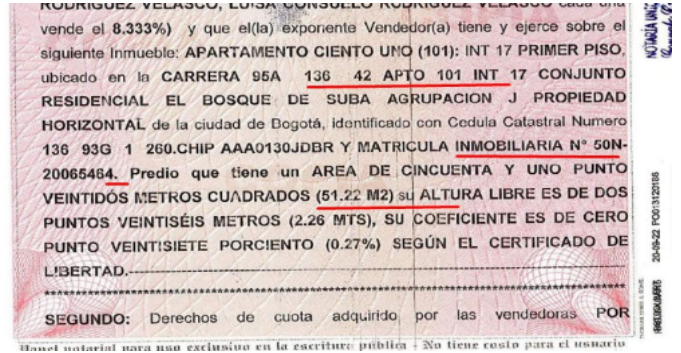 RODRIGUEZ VELASCO, LUISA CONSUELO RODRIGUEZ VELASCO cada una
vende el 8.333%) y que el(la) exponente Vendedor(a) tiene y ejerce sobre el
siguiente Inmueble: APARTAMENTO CIENTO UNO (101): INT 17 PRIMER PISO,
ubicado en la CARRERA 95A 136 42 APTO 101 INT 17 CONJUNTO
RESIDENCIAL EL BOSQUE DE SUBA AGRUPACION J PROPIEDAD
HORIZONTAL de la ciudad de Bogotá, identificado con Cedula Catastral Numero
136 93G 1 260.CHIP AAA0130JDBR Y MATRICULA INMOBILIARIA N° 50N-
20065464. Predio que tiene un AREA DE CINCUENTA Y UNO PUNTO
VEINTIDÓS METROS CUADRADOS (51.22 M2) su ALTURA LIBRE ES DE DOS
PUNTOS VEINTISÉIS METROS (2.26 MTS), SU COEFICIENTE ES DE CERO
PUNTO VEINTISIETE PORCIENTO (0.27%) SEGÚN EL CERTIFICADO DE
LIBERTAD.-----------------------------------------------------------
************************************************************
SEGUNDO: Derechos de cuota adquirido por las vendedoras POR
Papel notarial para uso exclusivo en la escritura pública - No tiene costo para el usuario
20-09-22 PO013120186